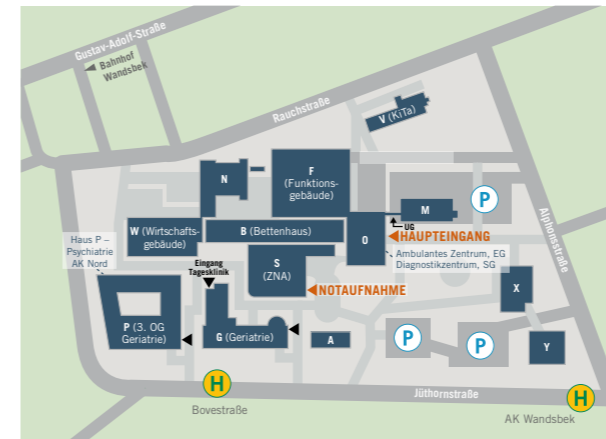 Gustav-Adolf-Straße
Bahnhof
Wandsbek
Rauchstraße
V (KiTa)
N
F
(Funktions-
gebäude)
P
M
UG
W (Wirtschafts-
gebäude)
B (Bettenhaus)
O
HAUPTEINGANG
Ambulantes Zentrum, EG
Diagnostikzentrum, SG
Alphonsstraße
Haus P –
Psychiatrie
AK Nord
Eingang
Tagesklinik
S
(ZNA)
NOTAUFNAHME
X
P (3. OG
Geriatrie)
G (Geriatrie)
A
P
P
Y
H
Bovestraße
Jüthornstraße
H
AK Wandsbek